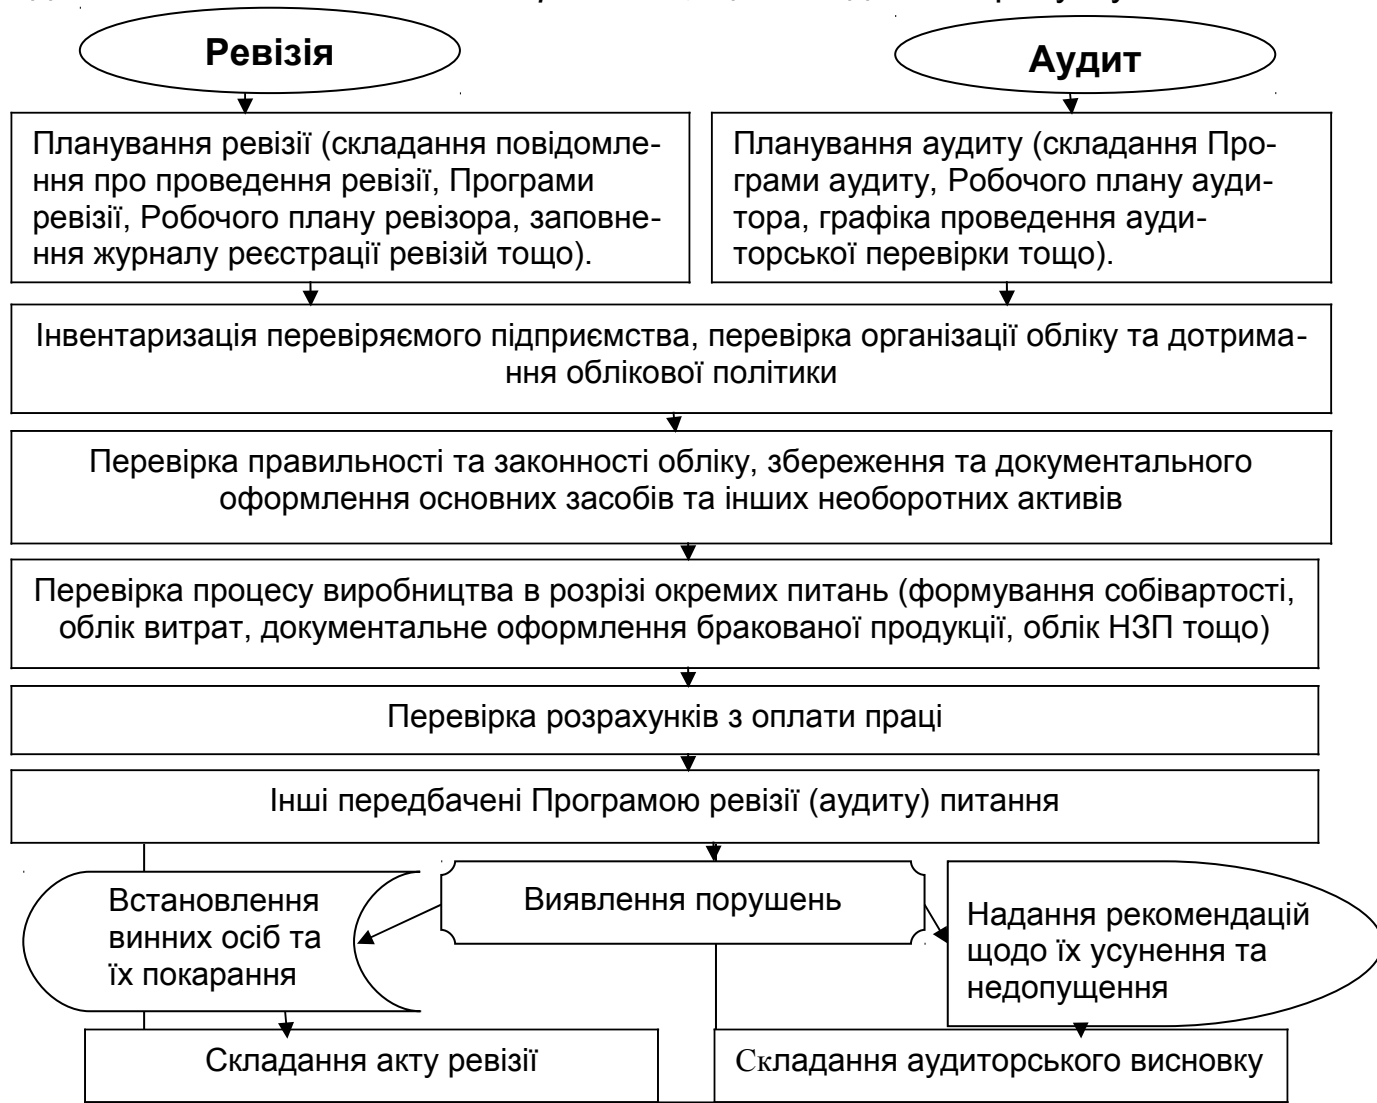 Ревізія
Аудит
Планування ревізії (складання повідомле-
ння про проведення ревізії, Програми
ревізії, Робочого плану ревізора, заповне-
ння журналу реєстрації ревізій тощо).
Планування аудиту (складання Про-
грами аудиту, Робочого плану ауди-
тора, графіка проведення ауди-
торської перевірки тощо).
Інвентаризація перевіряємого підприємства, перевірка організації обліку та дотрима-
ння облікової політики
Перевірка правильності та законності обліку, збереження та документального
оформлення основних засобів та інших необоротних активів
Перевірка процесу виробництва в розрізі окремих питань (формування собівартості,
облік витрат, документальне оформлення бракованої продукції, облік НЗП тощо)
Перевірка розрахунків з оплати праці
Інші передбачені Програмою ревізії (аудиту) питання
Встановлення
винних осіб та
їх покарання
Виявлення порушень
Надання рекомендацій
щодо їх усунення та
недопущення
Складання акту ревізії
Складання аудиторського висновку